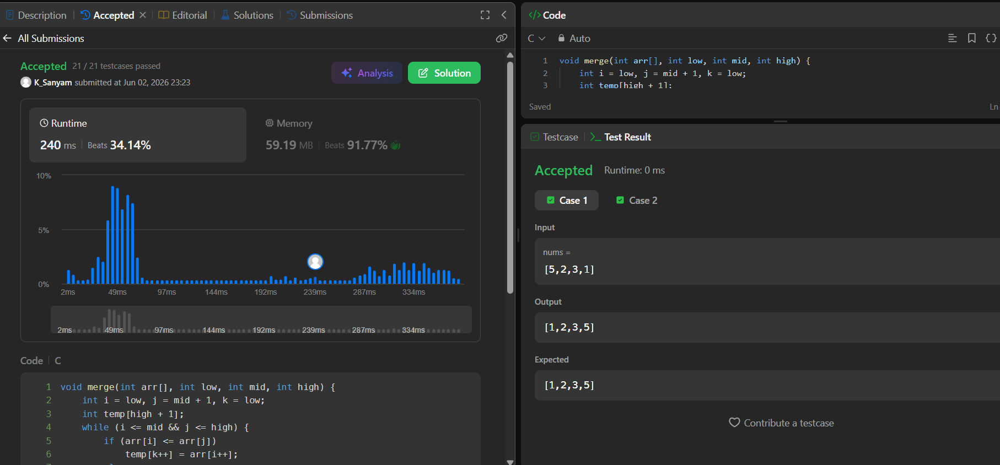 Description
Accepted
Editorial
Solutions
Submissions
All Submissions
Accepted 21 / 21 testcases passed
K_Sanyam submitted at Jun 02, 2026 23:23
Analysis
Solution
Runtime
240 ms Beats 34.14%
Memory
59.19 MB Beats 91.77%
10%
5%
0%
2ms 49ms 97ms 144ms 192ms 239ms 287ms 334ms
2ms 49ms 97ms 144ms 192ms 239ms 287ms 334ms
Code C
1 void merge(int arr[], int low, int mid, int high) {
2 int i = low, j = mid + 1, k = low;
3 int temp[high + 1];
4 while (i <= mid && j <= high) {
5 if (arr[i] <= arr[j])
6 temp[k++] = arr[i++];
</> Code
C Auto
1 void merge(int arr[], int low, int mid, int high) {
2 int i = low, j = mid + 1, k = low;
3 int temp[high + 1];
Saved Ln
Testcase
>_ Test Result
Accepted Runtime: 0 ms
Case 1 Case 2
Input
nums =
[5,2,3,1]
Output
[1,2,3,5]
Expected
[1,2,3,5]
Contribute a testcase